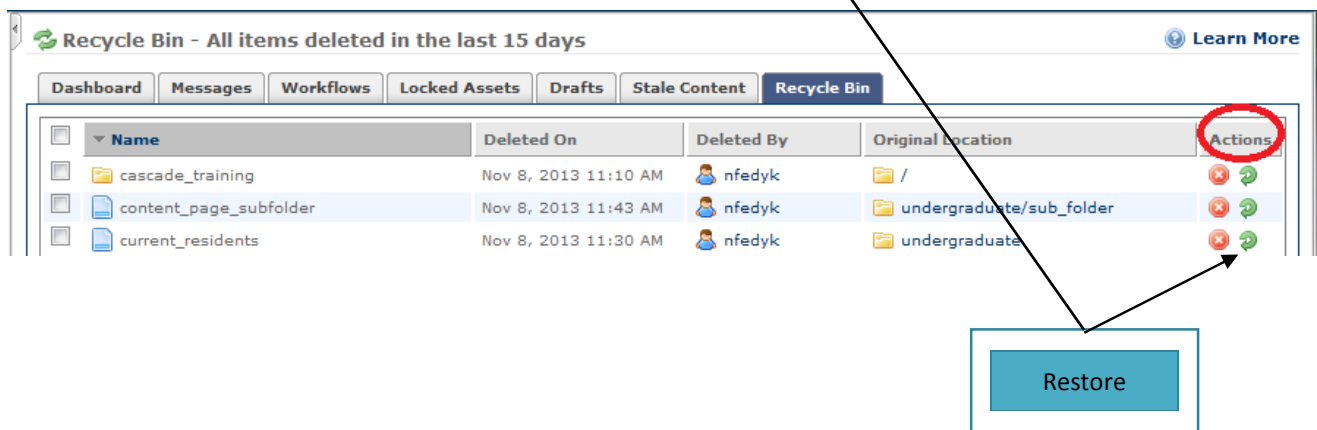 Recycle Bin - All items deleted in the last 15 days Learn More
Dashboard Messages Workflows Locked Assets Drafts Stale Content Recycle Bin
Name Deleted On Deleted By Original Location Actions
cascade_training Nov 8, 2013 11:10 AM nfedyk /
content_page_subfolder Nov 8, 2013 11:43 AM nfedyk undergraduate/sub_folder
current_residents Nov 8, 2013 11:30 AM nfedyk undergraduate
Restore